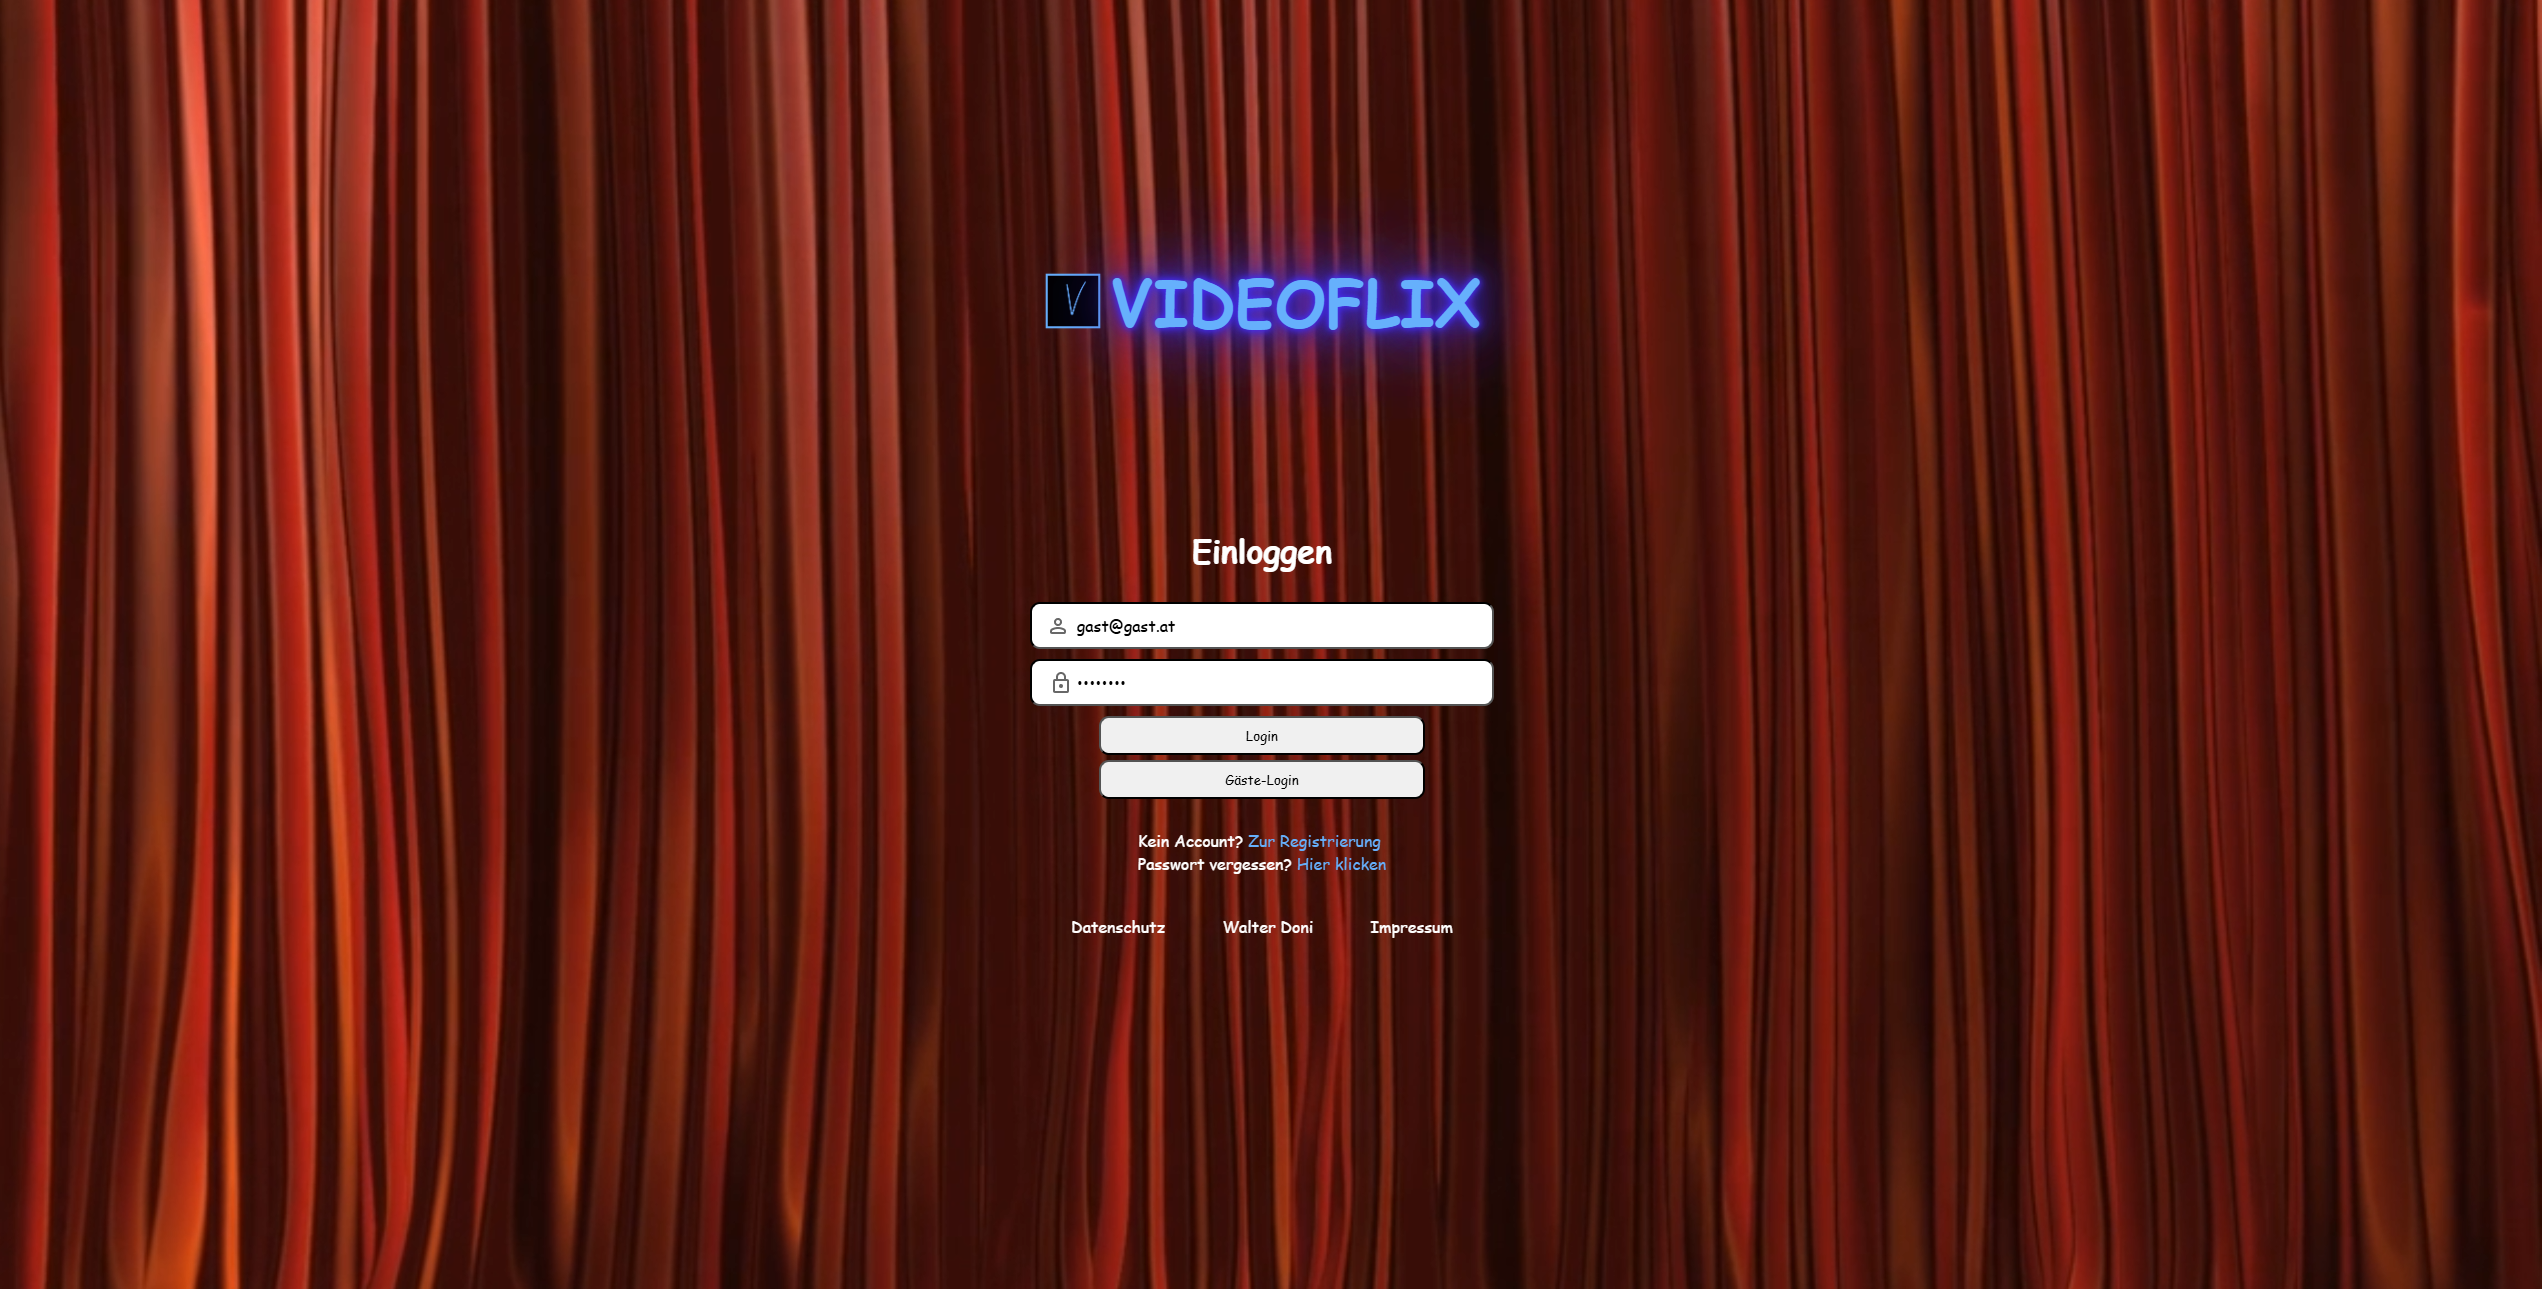 V VIDEOFLIX
Einloggen
gast@gast.at
••••••••
Login
Gäste-Login
Kein Account? Zur Registrierung
Passwort vergessen? Hier klicken
Datenschutz Walter Doni Impressum